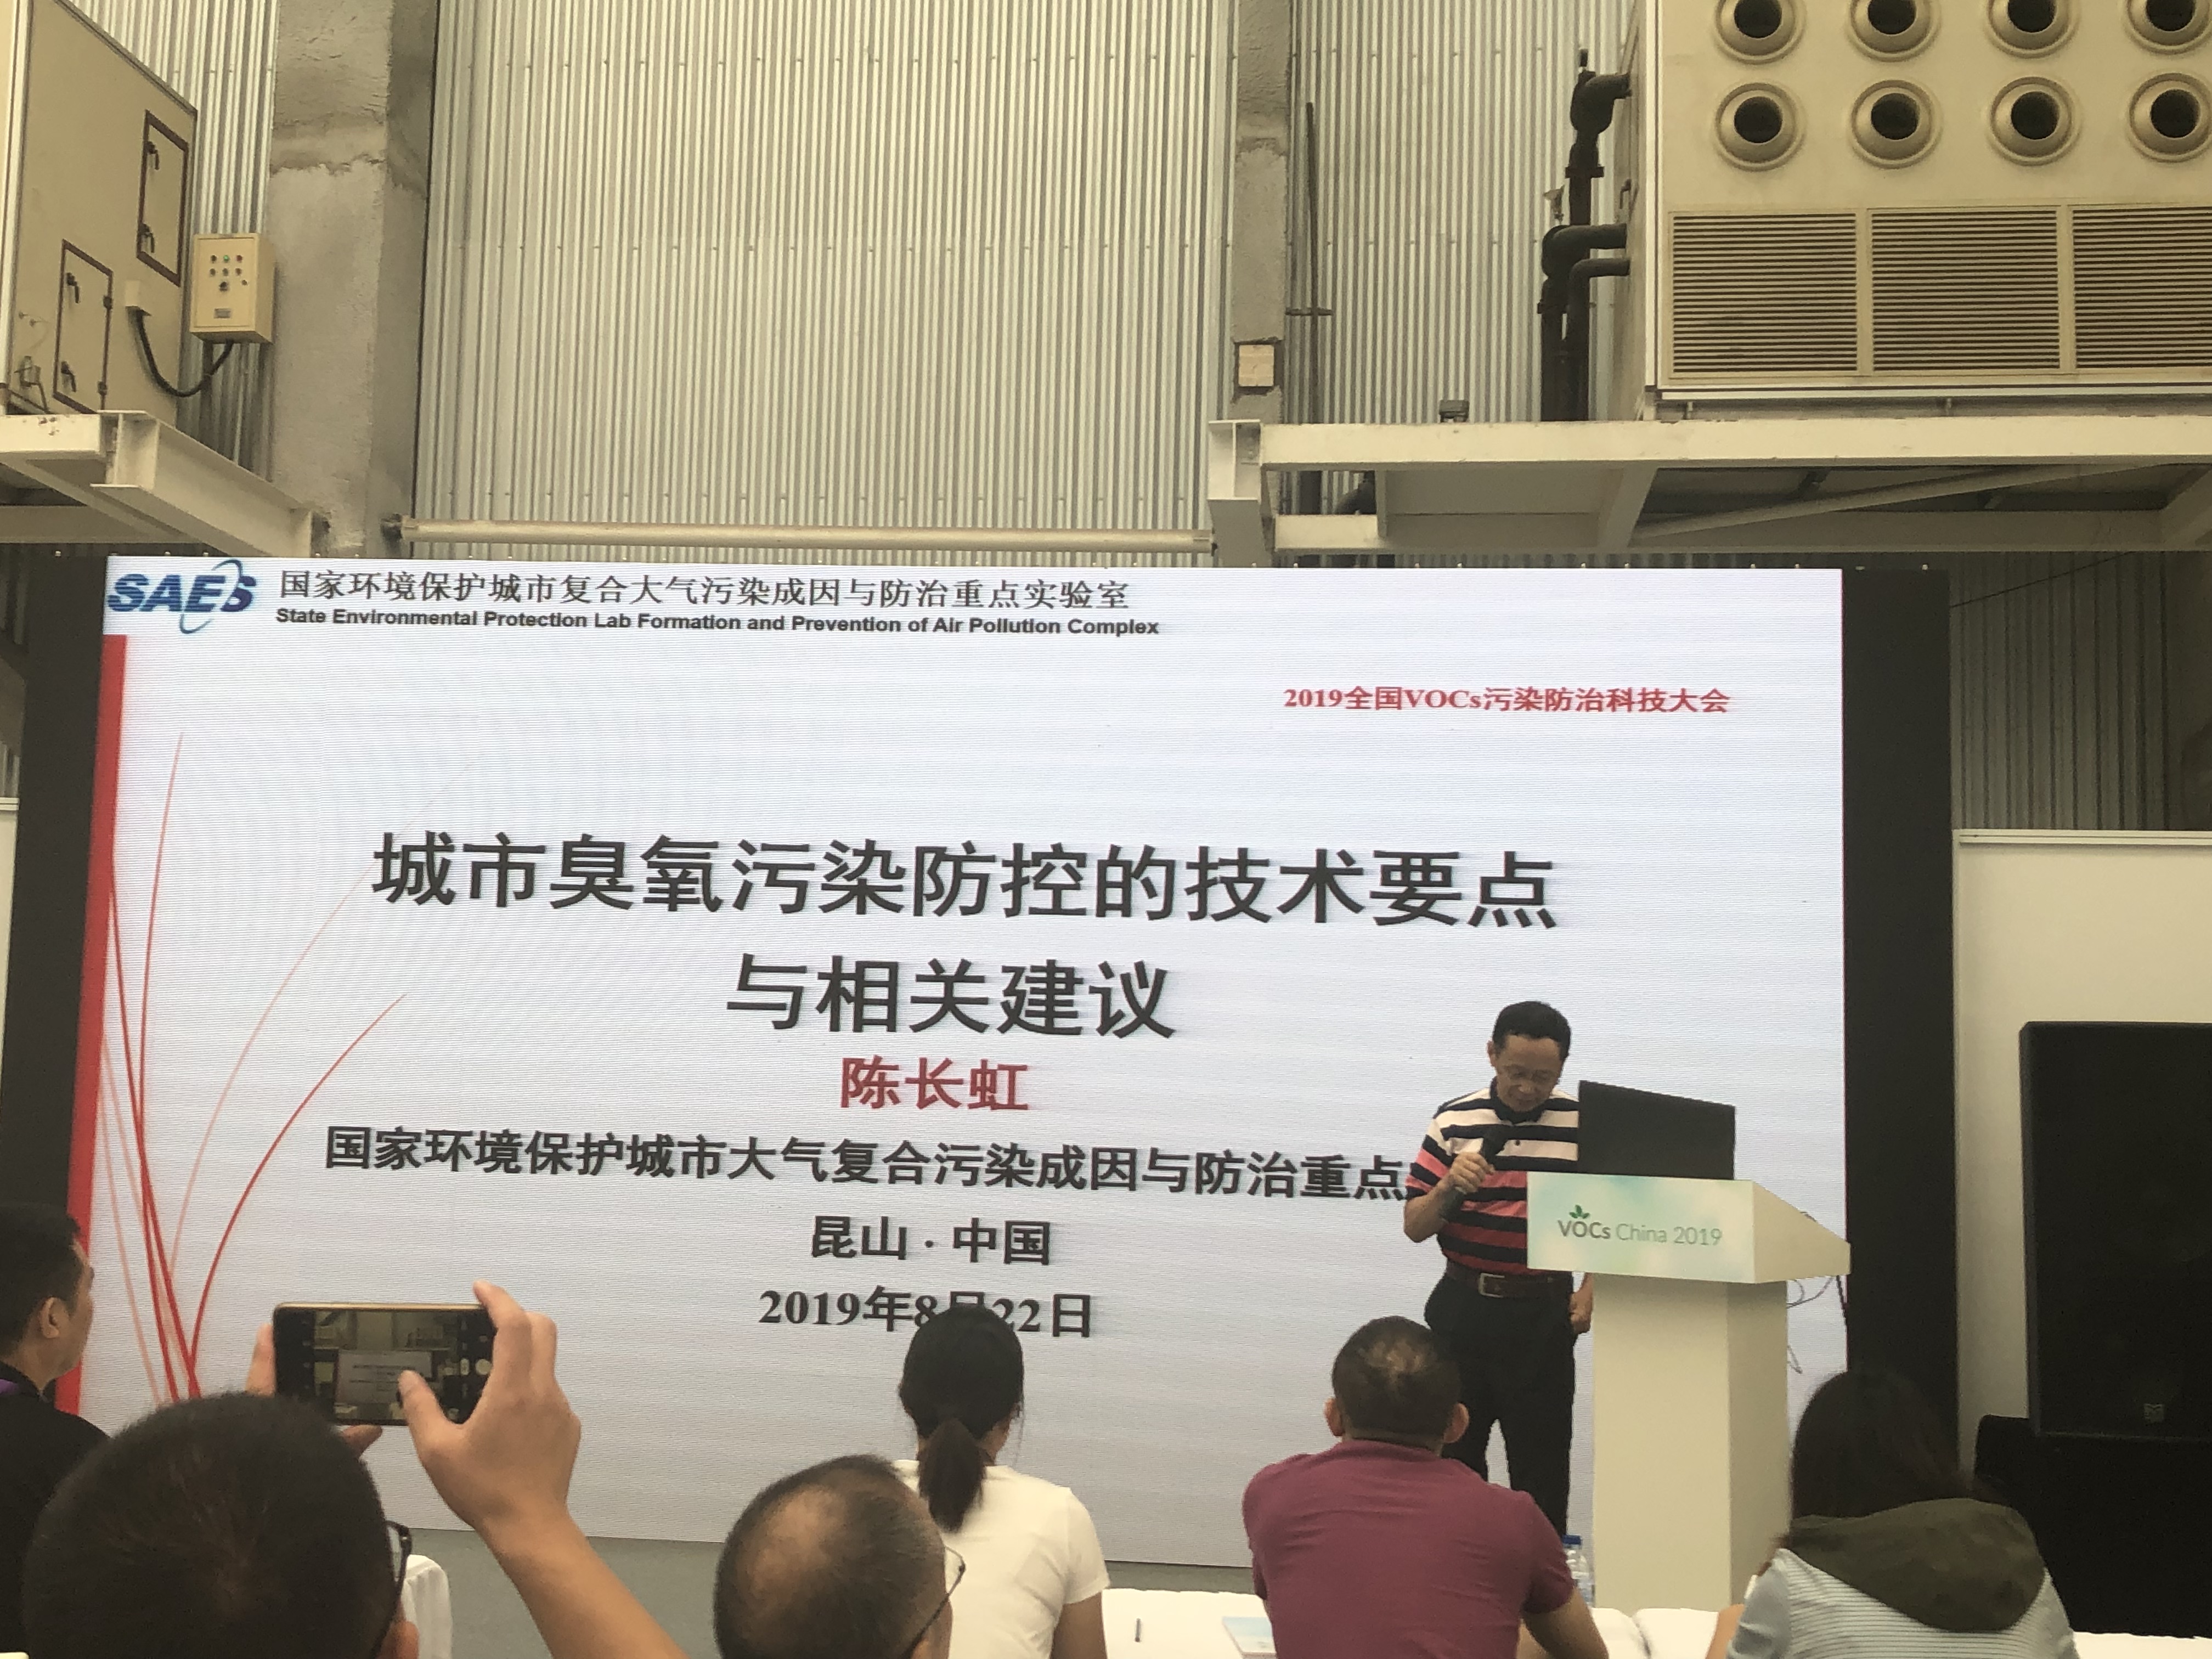 SAES
国家环境保护城市复合大气污染成因与防治重点实验室
State Environmental Protection Lab Formation and Prevention of Air Pollution Complex
2019全国VOCs污染防治科技大会
城市臭氧污染防控的技术要点
与相关建议
陈长虹
国家环境保护城市大气复合污染成因与防治重点
昆山·中国
2019年8月22日
VOCs China 2019